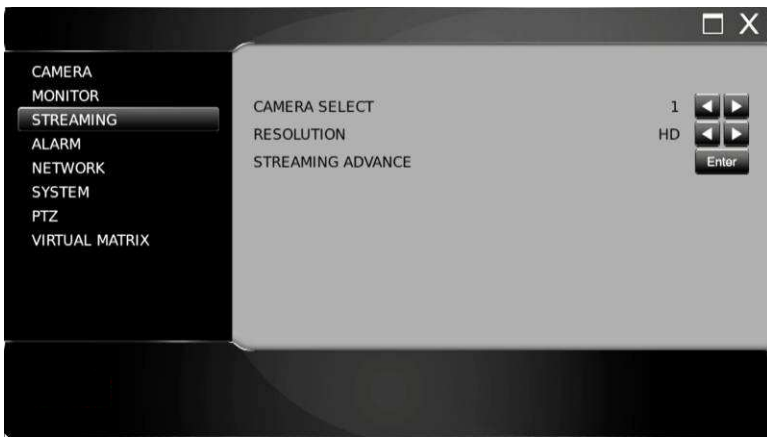 CAMERA
MONITOR
STREAMING
ALARM
NETWORK
SYSTEM
PTZ
VIRTUAL MATRIX
CAMERA SELECT 1
RESOLUTION HD
STREAMING ADVANCE Enter